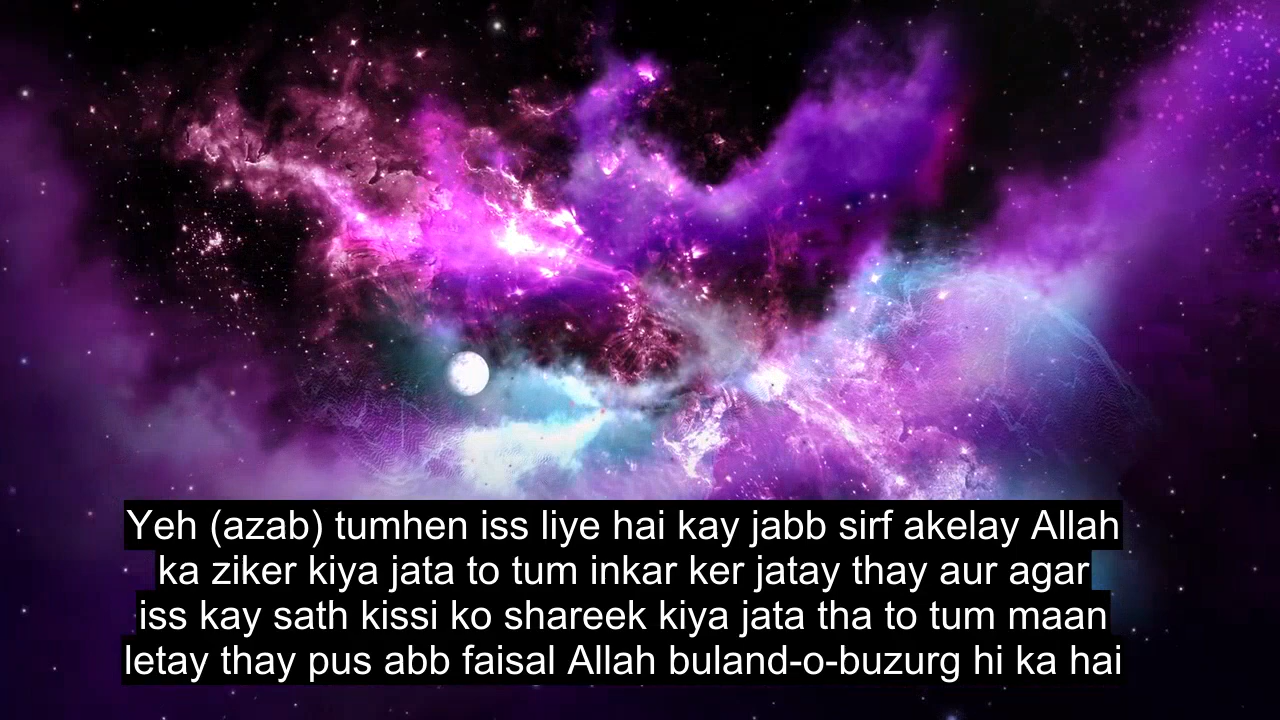 Yeh (azab) tumhen iss liye hai kay jabb sirf akelay Allah
ka ziker kiya jata to tum inkar ker jatay thay aur agar
iss kay sath kissi ko shareek kiya jata tha to tum maan
letay thay pus abb faisal Allah buland-o-buzurg hi ka hai